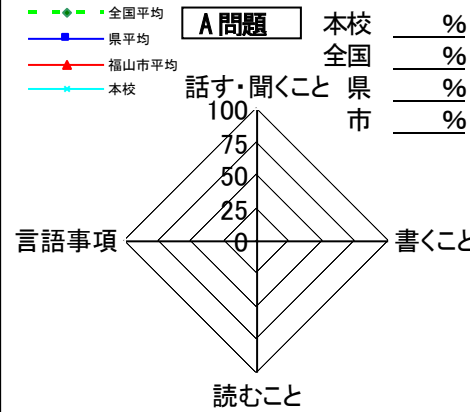 全国平均
県平均
福山市平均
本校
A問題
本校 %
全国 %
県 %
市 %
話す・聞くこと
100
75
50
25
0
言語事項
書くこと
読むこと